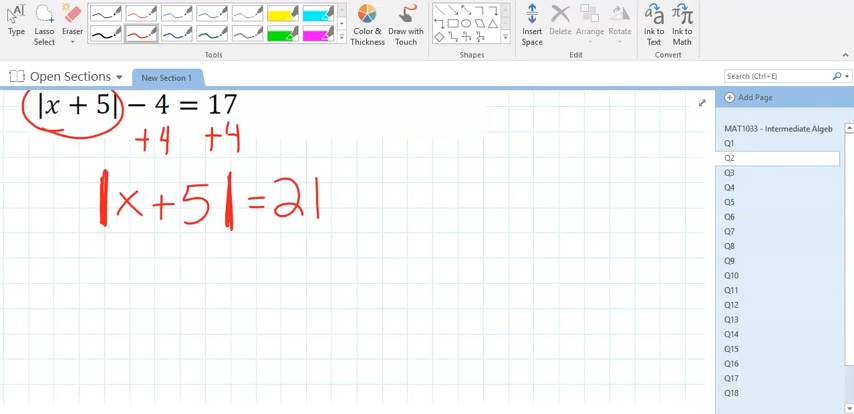 Type
Lasso Select
Eraser
Color & Thickness
Draw with Touch
Insert Space
Delete
Arrange
Rotate
Ink to Text
Ink to Math
Tools
Shapes
Edit
Convert
Open Sections
New Section 1
Search (Ctrl+E)
|x + 5| − 4 = 17
+4 +4
|x + 5| = 21
Add Page
MAT1033 - Intermediate Algeb
Q1
Q2
Q3
Q4
Q5
Q6
Q7
Q8
Q9
Q10
Q11
Q12
Q13
Q14
Q15
Q16
Q17
Q18